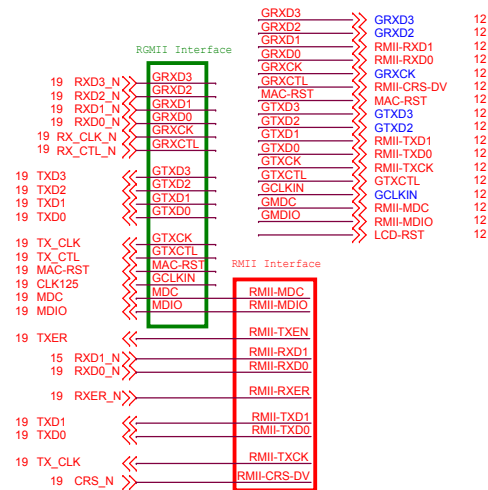 RGMII Interface
19 RXD3_N GRXD3
19 RXD2_N GRXD2
19 RXD1_N GRXD1
19 RXD0_N GRXD0
19 RX_CLK_N GRXCK
19 RX_CTL_N GRXCTL
19 TXD3 GTXD3
19 TXD2 GTXD2
19 TXD1 GTXD1
19 TXD0 GTXD0
19 TX_CLK GTXCK
19 TX_CTL GTXCTL
19 MAC-RST MAC-RST
19 CLK125 GCLKIN
19 MDC MDC
19 MDIO MDIO
GRXD3 GRXD3 12
GRXD2 GRXD2 12
GRXD1 RMII-RXD1 12
GRXD0 RMII-RXD0 12
GRXCK GRXCK 12
GRXCTL RMII-CRS-DV 12
MAC-RST MAC-RST 12
GTXD3 GTXD3 12
GTXD2 GTXD2 12
GTXD1 RMII-TXD1 12
GTXD0 RMII-TXD0 12
GTXCK RMII-TXCK 12
GTXCTL GTXCTL 12
GCLKIN GCLKIN 12
GMDC RMII-MDC 12
GMDIO RMII-MDIO 12
LCD-RST 12
RMII Interface
RMII-MDC
RMII-MDIO
19 TXER RMII-TXEN
15 RXD1_N RMII-RXD1
19 RXD0_N RMII-RXD0
19 RXER_N RMII-RXER
19 TXD1 RMII-TXD1
19 TXD0 RMII-TXD0
19 TX_CLK RMII-TXCK
19 CRS_N RMII-CRS-DV